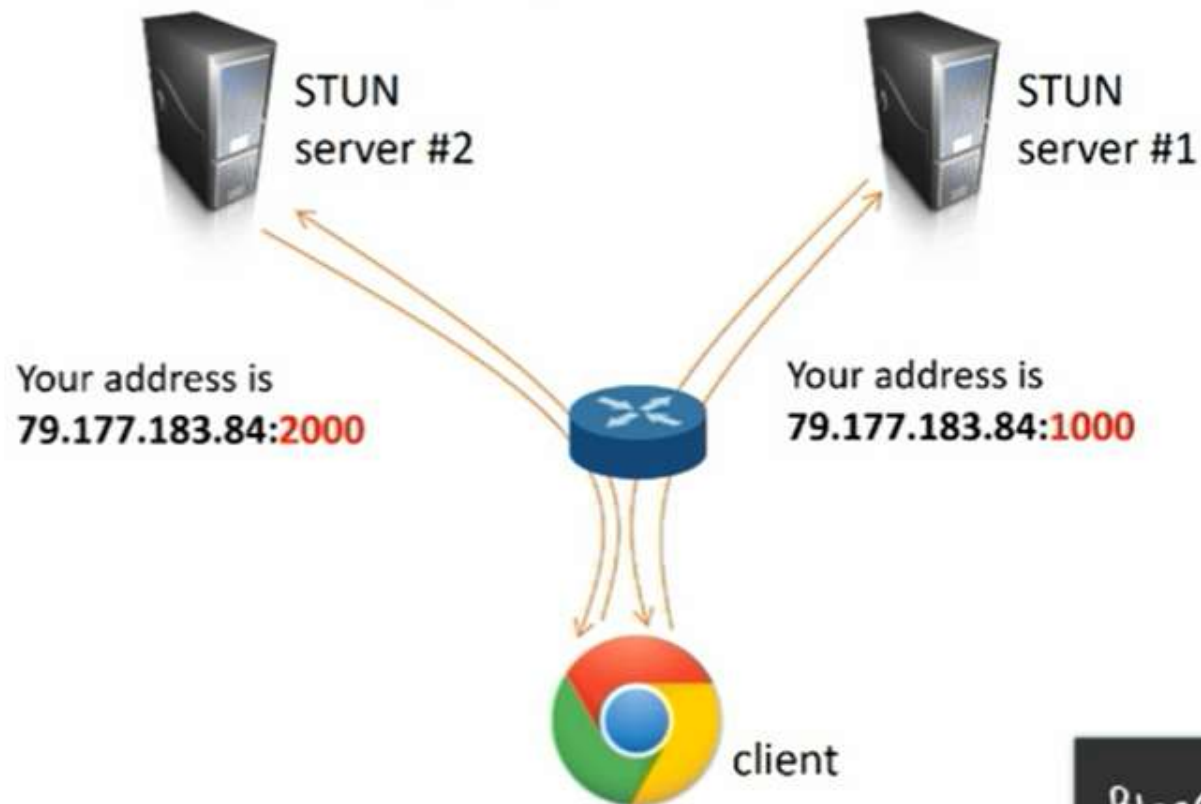 STUN
server #2
STUN
server #1
Your address is
79.177.183.84:2000
Your address is
79.177.183.84:1000
client